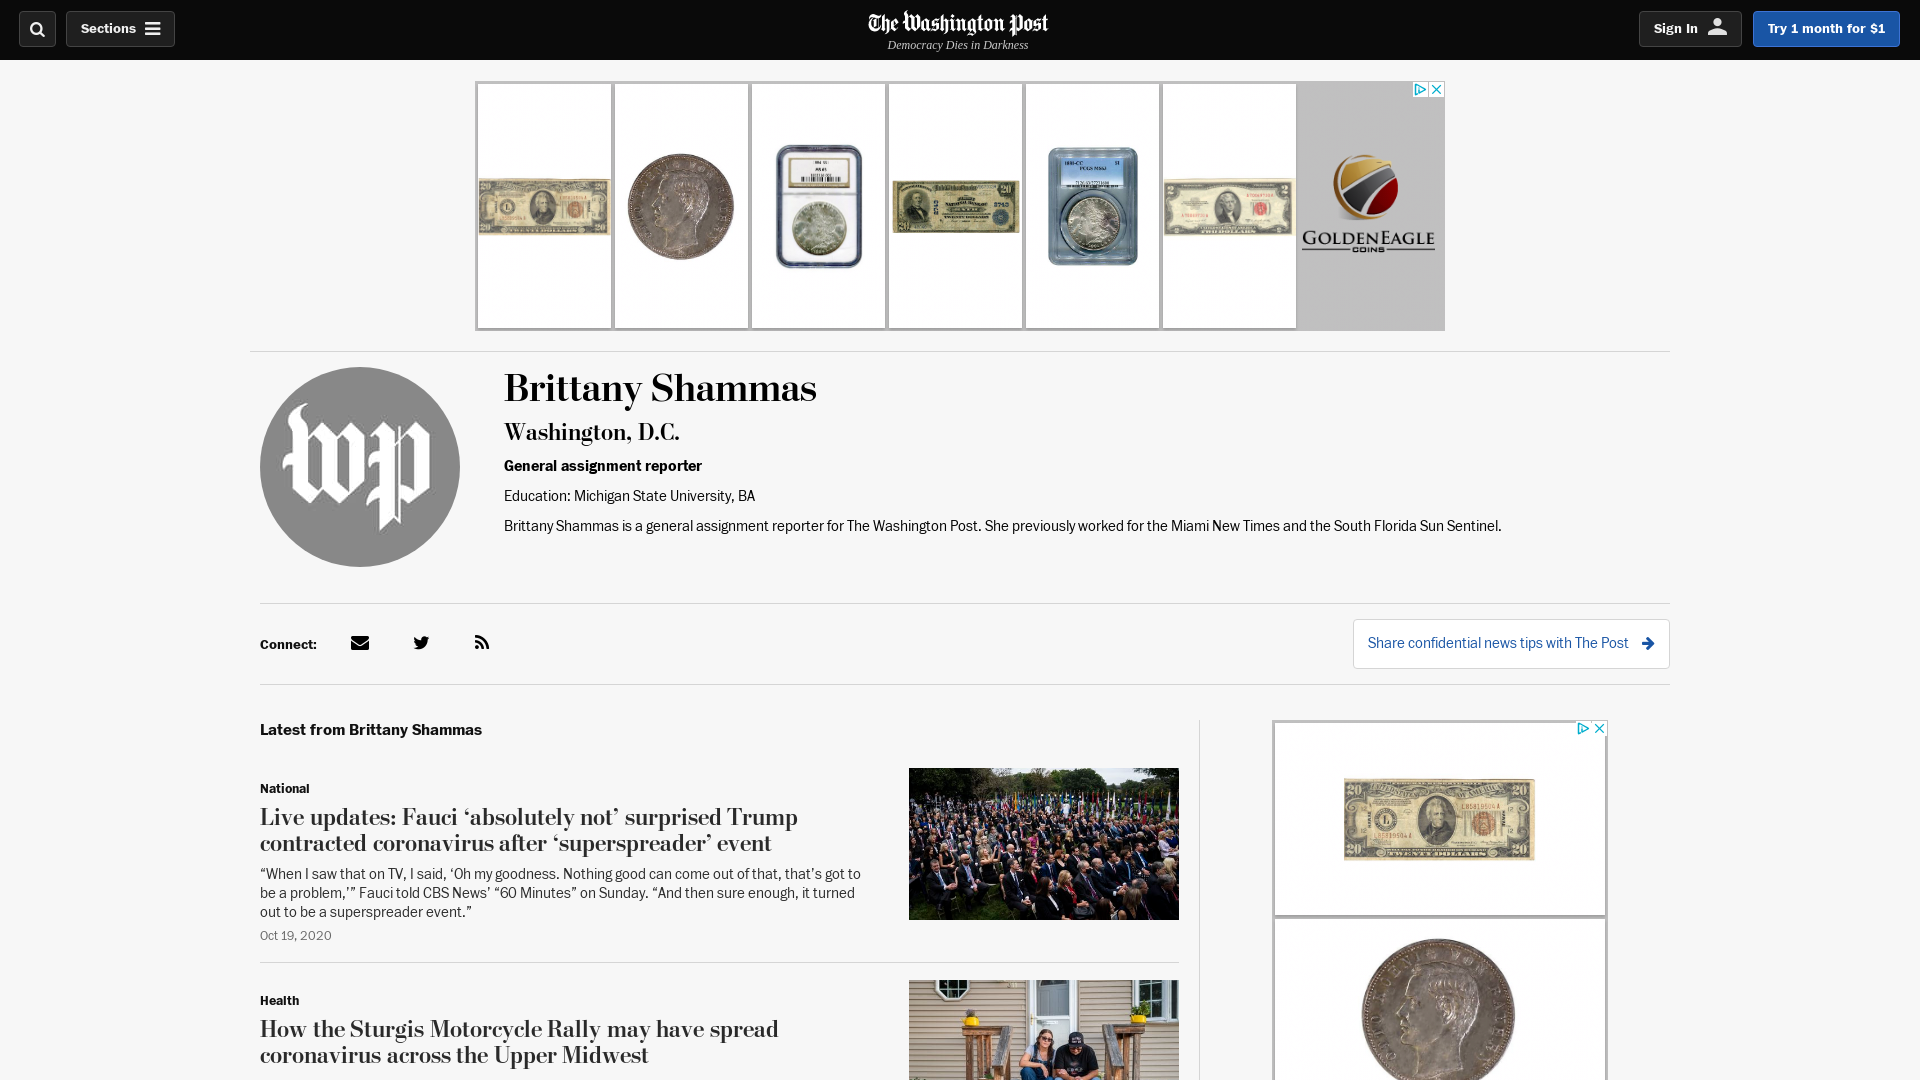 Sections
The Washington Post
Democracy Dies in Darkness
Sign In
Try 1 month for $1
GOLDENEAGLE
COINS
wp
Brittany Shammas
Washington, D.C.
General assignment reporter
Education: Michigan State University, BA
Brittany Shammas is a general assignment reporter for The Washington Post. She previously worked for the Miami New Times and the South Florida Sun Sentinel.
Connect:
Share confidential news tips with The Post
Latest from Brittany Shammas
National
Live updates: Fauci ‘absolutely not’ surprised Trump
contracted coronavirus after ‘superspreader’ event
“When I saw that on TV, I said, ‘Oh my goodness. Nothing good can come out of that, that’s got to
be a problem,’” Fauci told CBS News’ “60 Minutes” on Sunday. “And then sure enough, it turned
out to be a superspreader event.”
Oct 19, 2020
Health
How the Sturgis Motorcycle Rally may have spread
coronavirus across the Upper Midwest
20
TWENTY DOLLARS